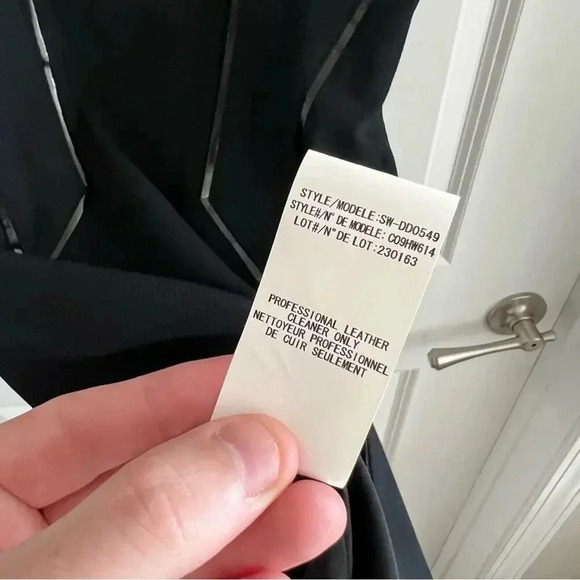 STYLE/MODELE:SW-DD0549
STYLE#/N° DE MODELE: C09HW614
LOT#/N° DE LOT:230163
PROFESSIONAL LEATHER
CLEANER ONLY
NETTOYEUR PROFESSIONNEL
DE CUIR SEULEMENT